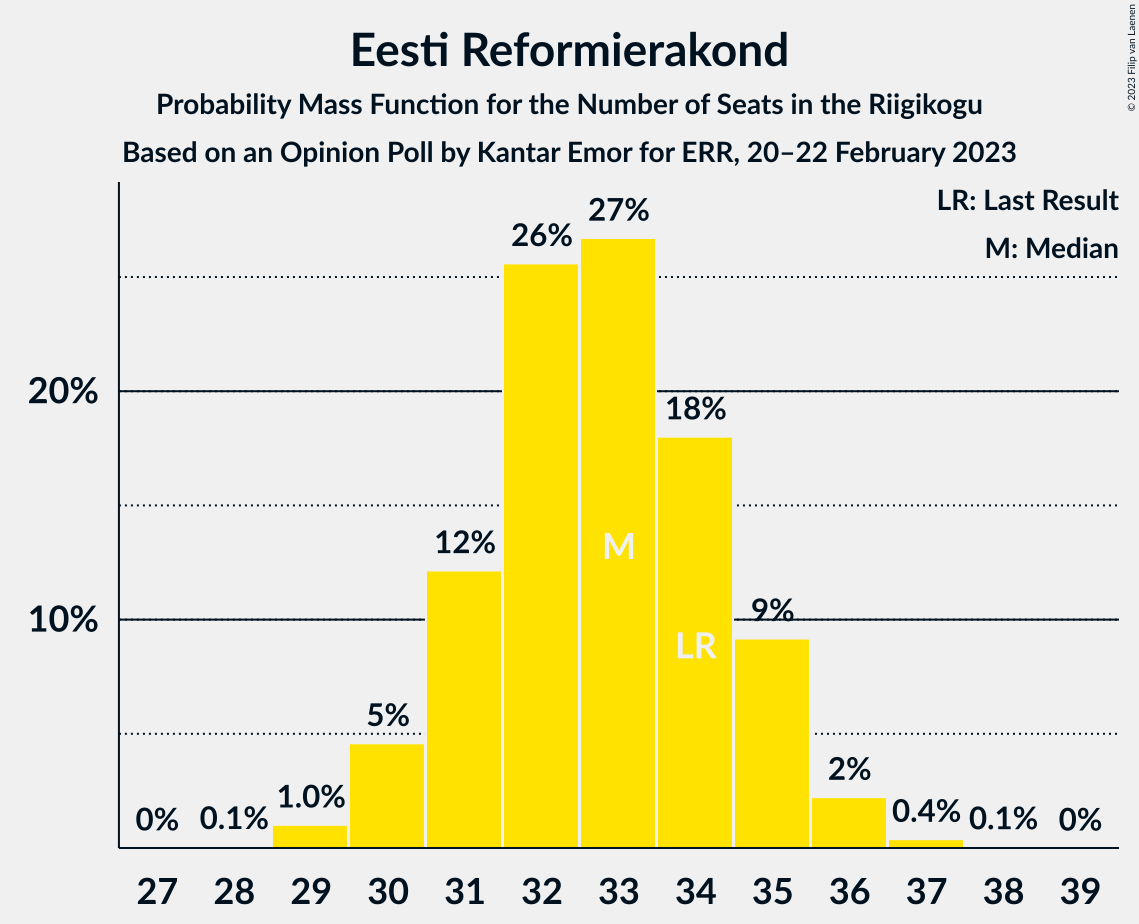 Eesti Reformierakond
Probability Mass Function for the Number of Seats in the Riigikogu
Based on an Opinion Poll by Kantar Emor for ERR, 20–22 February 2023
© 2023 Filip van Laenen
LR: Last Result
M: Median
20%
10%
0%
0.1%
1.0%
5%
12%
26%
27%
18%
9%
2%
0.4%
0.1%
0%
M
LR
27 28 29 30 31 32 33 34 35 36 37 38 39